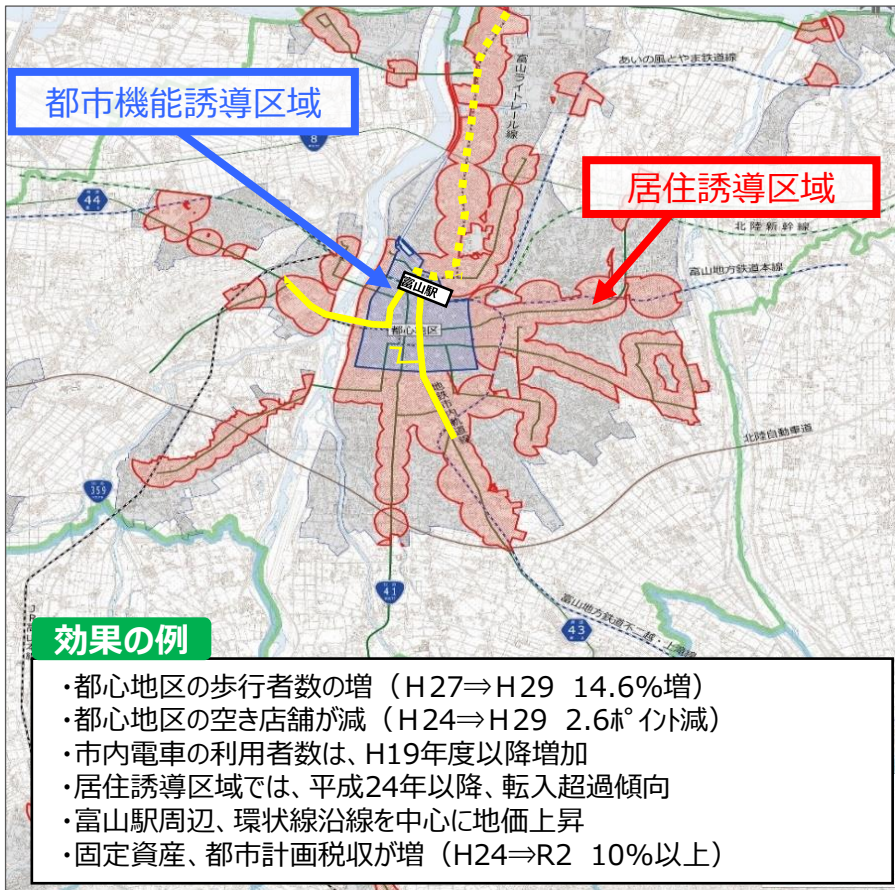 富山ライトレール線
あいの風とやま鉄道線
都市機能誘導区域
8
居住誘導区域
44
北陸新幹線
富山地方鉄道本線
富山駅
都心地区
地鉄市内軌道線
北陸自動車道
359
41
富山地方鉄道不二越・上滝線
43
効果の例
・都心地区の歩行者数の増（H27⇒H29 14.6%増）
・都心地区の空き店舗が減（H24⇒H29 2.6ﾎﾟｲﾝﾄ減）
・市内電車の利用者数は、H19年度以降増加
・居住誘導区域では、平成24年以降、転入超過傾向
・富山駅周辺、環状線沿線を中心に地価上昇
・固定資産、都市計画税収が増（H24⇒R2 10%以上）